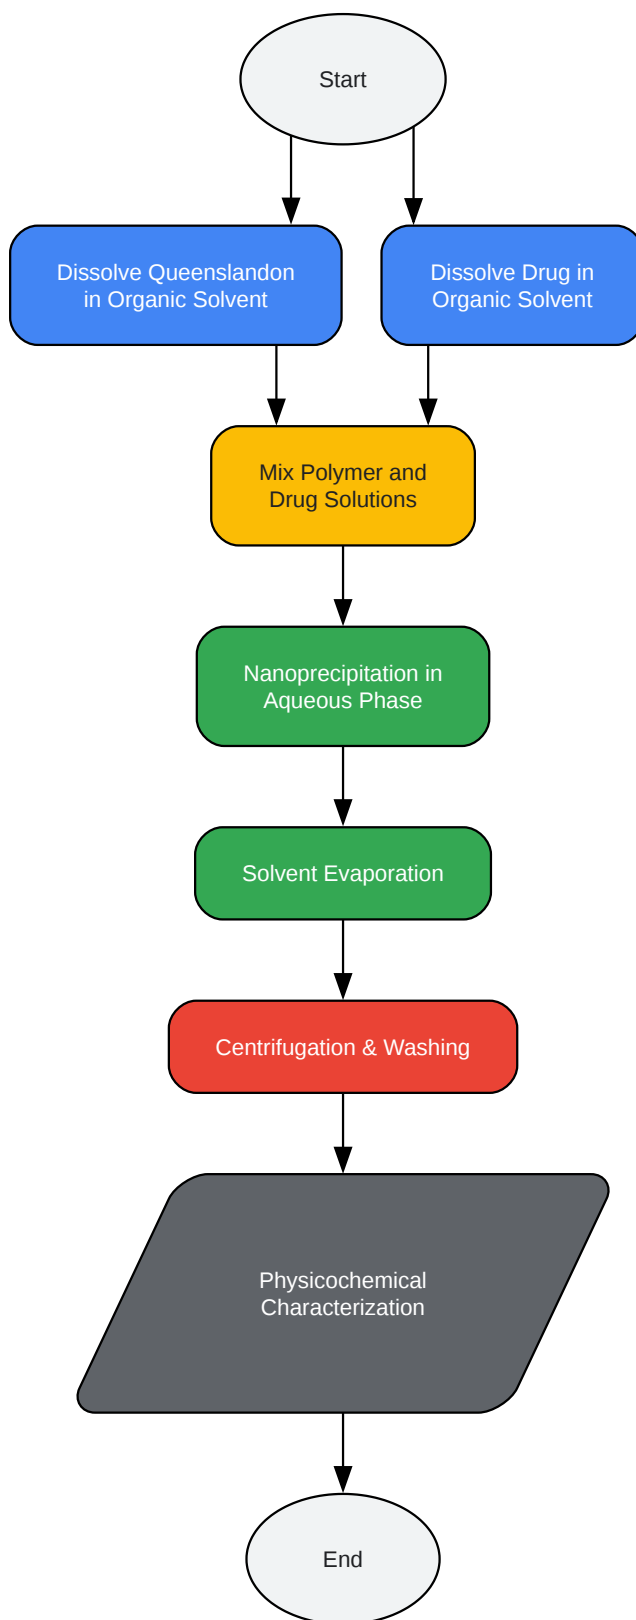 Start
Dissolve Queenslandon
in Organic Solvent
Dissolve Drug in
Organic Solvent
Mix Polymer and
Drug Solutions
Nanoprecipitation in
Aqueous Phase
Solvent Evaporation
Centrifugation & Washing
Physicochemical
Characterization
End